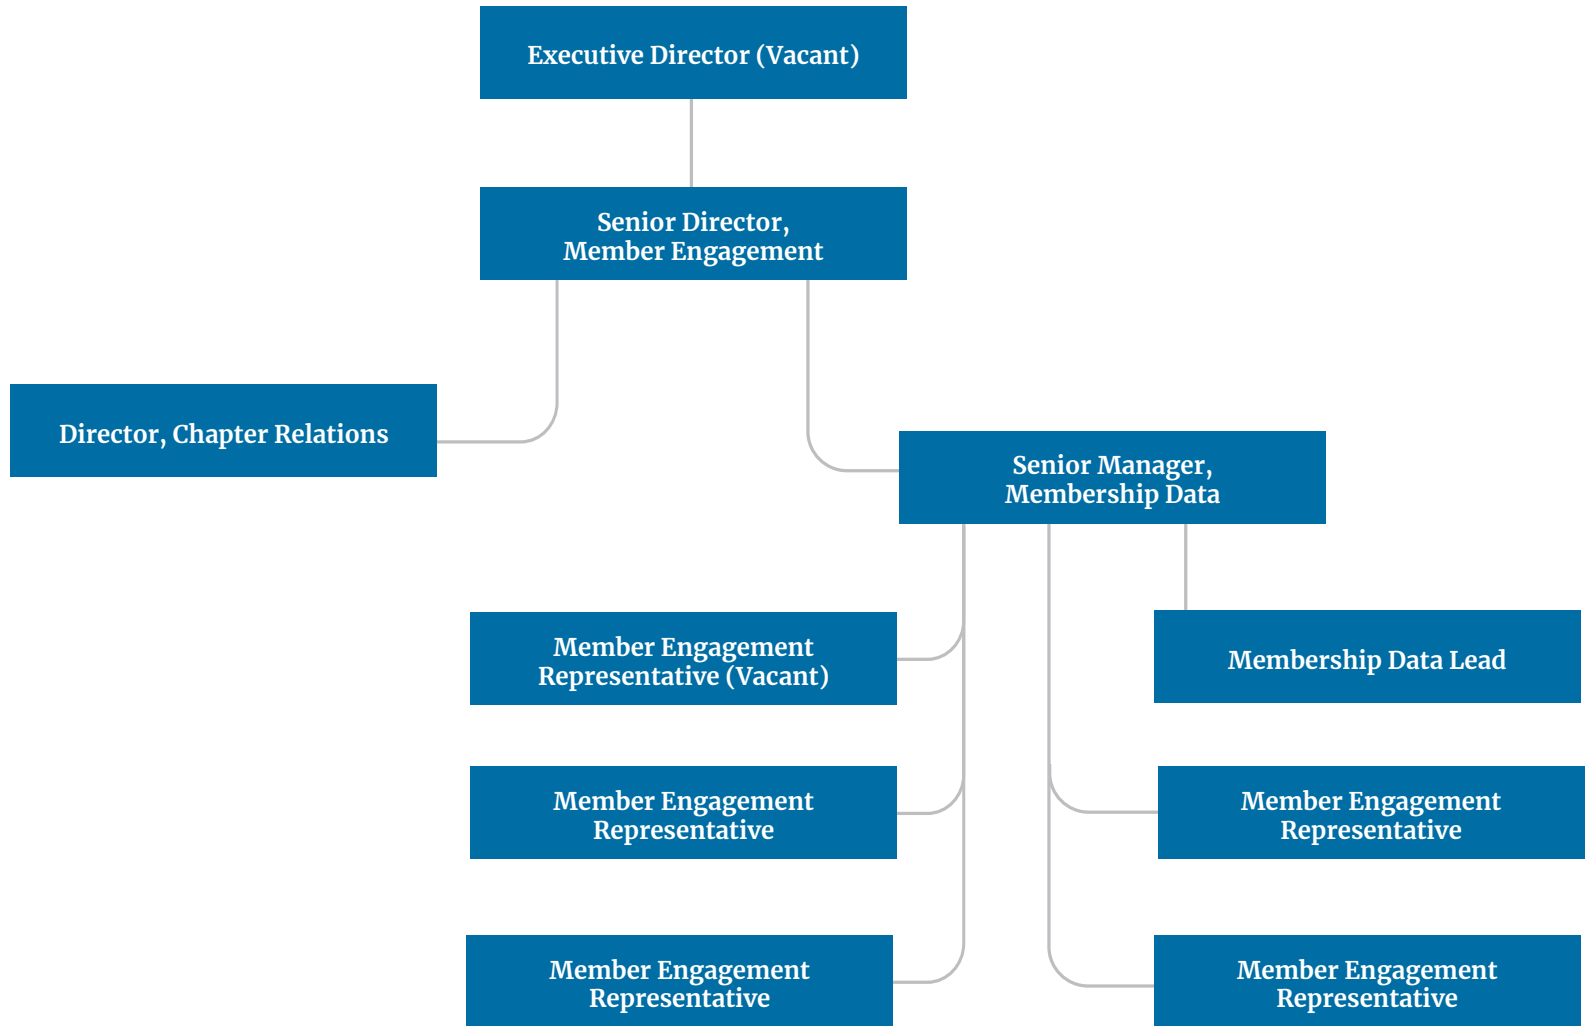 Executive Director (Vacant)
Senior Director,
Member Engagement
Director, Chapter Relations
Senior Manager,
Membership Data
Member Engagement
Representative (Vacant)
Membership Data Lead
Member Engagement
Representative
Member Engagement
Representative
Member Engagement
Representative
Member Engagement
Representative